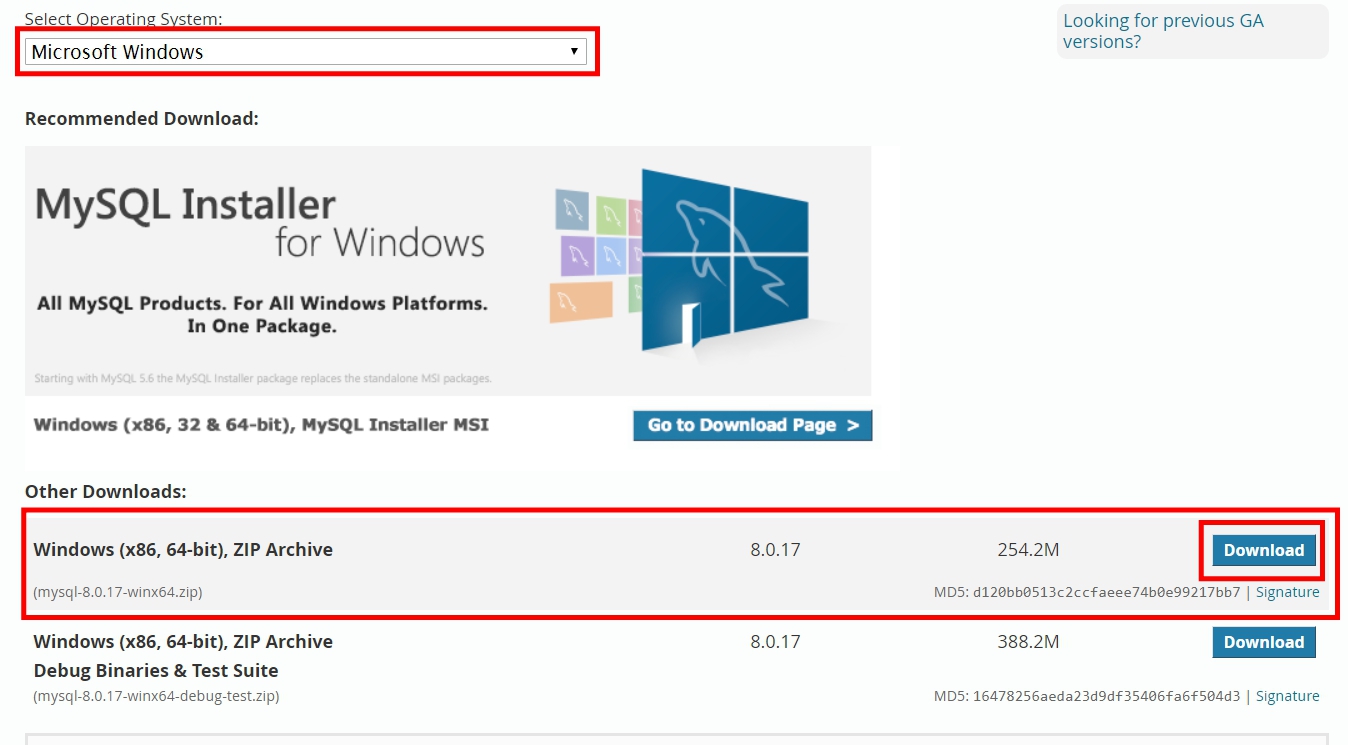 Select Operating System:
Looking for previous GA
versions?
Microsoft Windows
Recommended Download:
MySQL Installer
for Windows
All MySQL Products. For All Windows Platforms.
In One Package.
Starting with MySQL 5.6 the MySQL Installer package replaces the standalone MSI packages.
Windows (x86, 32 & 64-bit), MySQL Installer MSI
Go to Download Page >
Other Downloads:
Windows (x86, 64-bit), ZIP Archive 8.0.17 254.2M Download
(mysql-8.0.17-winx64.zip) MD5: d120bb0513c2ccfaeee74b0e99217bb7 | Signature
Windows (x86, 64-bit), ZIP Archive 8.0.17 388.2M Download
Debug Binaries & Test Suite
(mysql-8.0.17-winx64-debug-test.zip) MD5: 16478256aeda23d9df35406fa6f504d3 | Signature